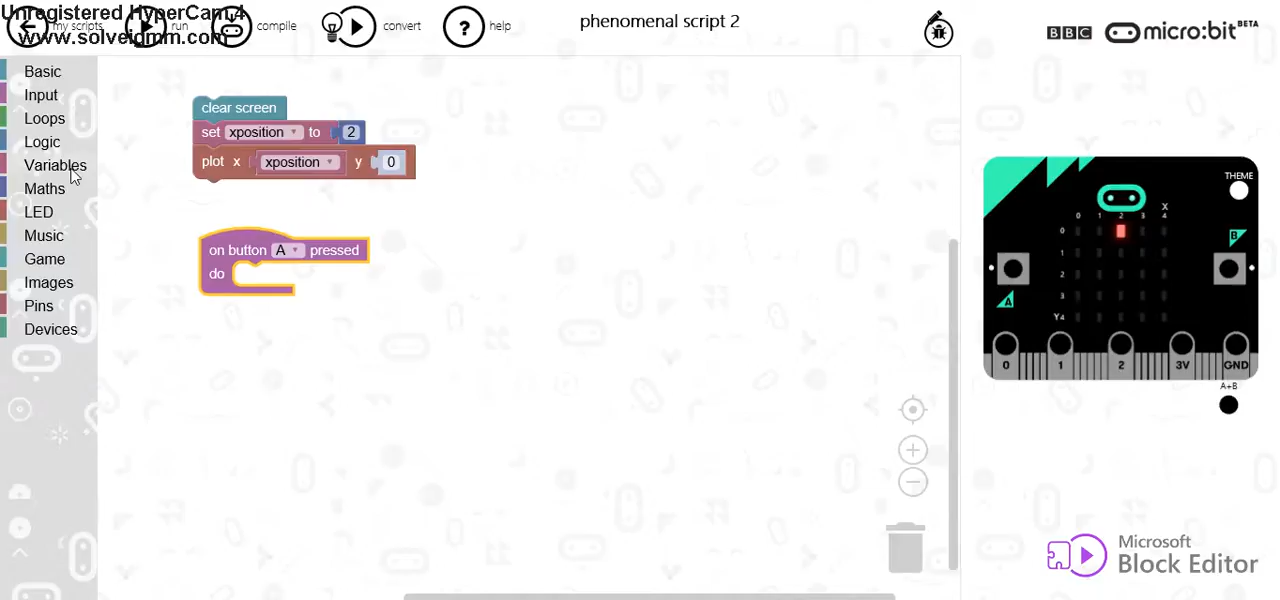 Unregistered HyperCam 4
www.solveigmm.com
my scripts
run
compile
convert
? help
phenomenal script 2
BBC micro:bit BETA
Basic
Input
Loops
Logic
Variables
Maths
LED
Music
Game
Images
Pins
Devices
clear screen
set xposition to 2
plot x xposition y 0
on button A pressed
do
THEME
X
0 1 2 3 4
0
1
2
3
Y 4
A
B
0 1 2 3V GND
A+B
Microsoft
Block Editor